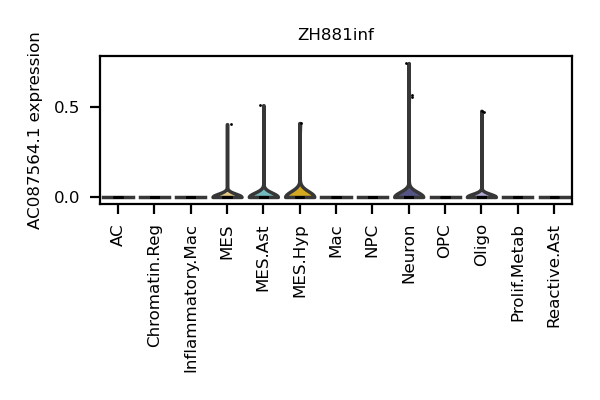 ZH881inf
AC087564.1 expression
0.5
0.0
AC
Chromatin.Reg
Inflammatory.Mac
MES
MES.Ast
MES.Hyp
Mac
NPC
Neuron
OPC
Oligo
Prolif.Metab
Reactive.Ast